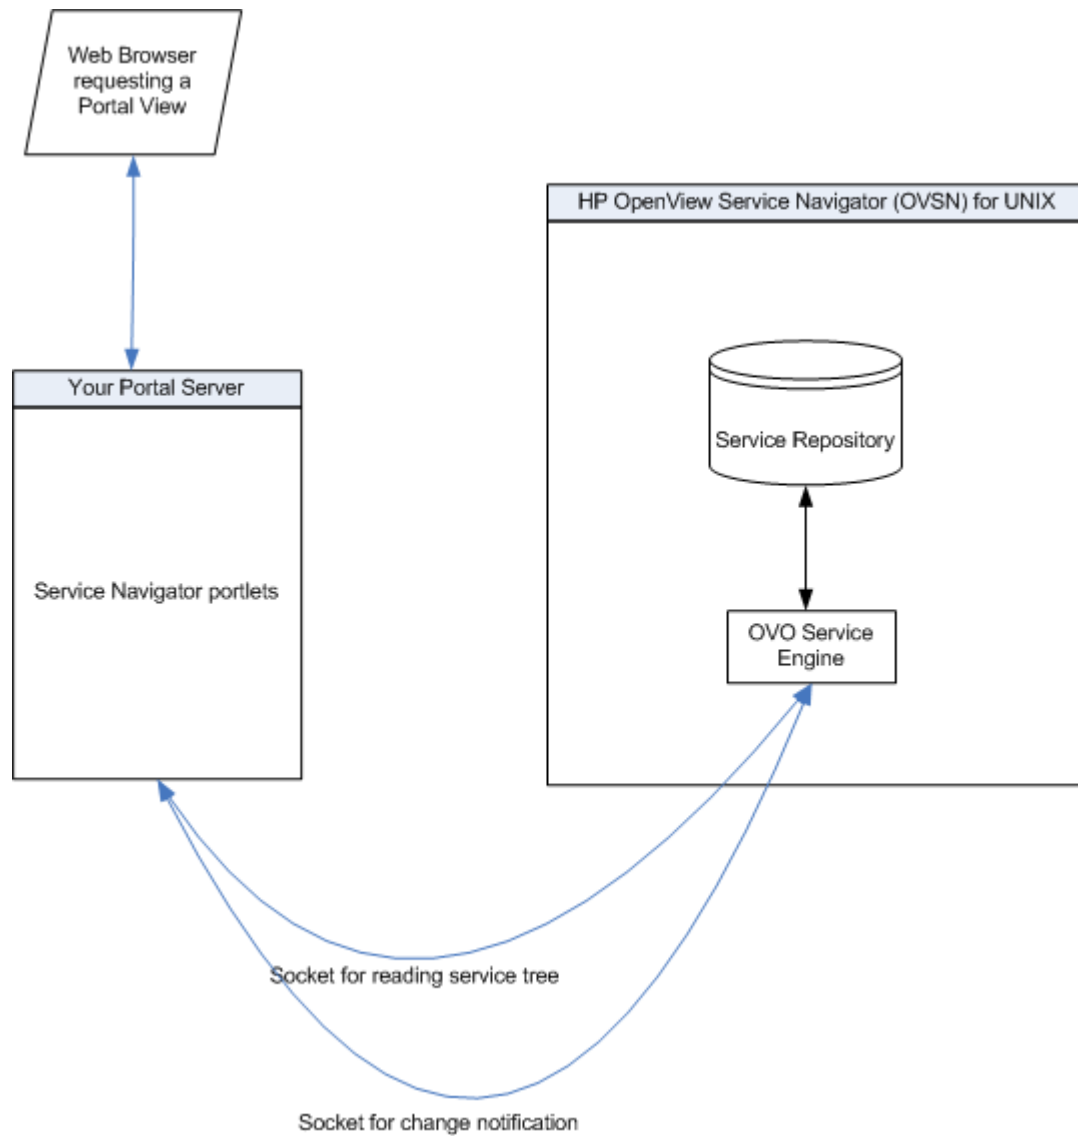 Web Browser
requesting a
Portal View
HP OpenView Service Navigator (OVSN) for UNIX
Your Portal Server
Service Repository
Service Navigator portlets
OVO Service
Engine
Socket for reading service tree
Socket for change notification